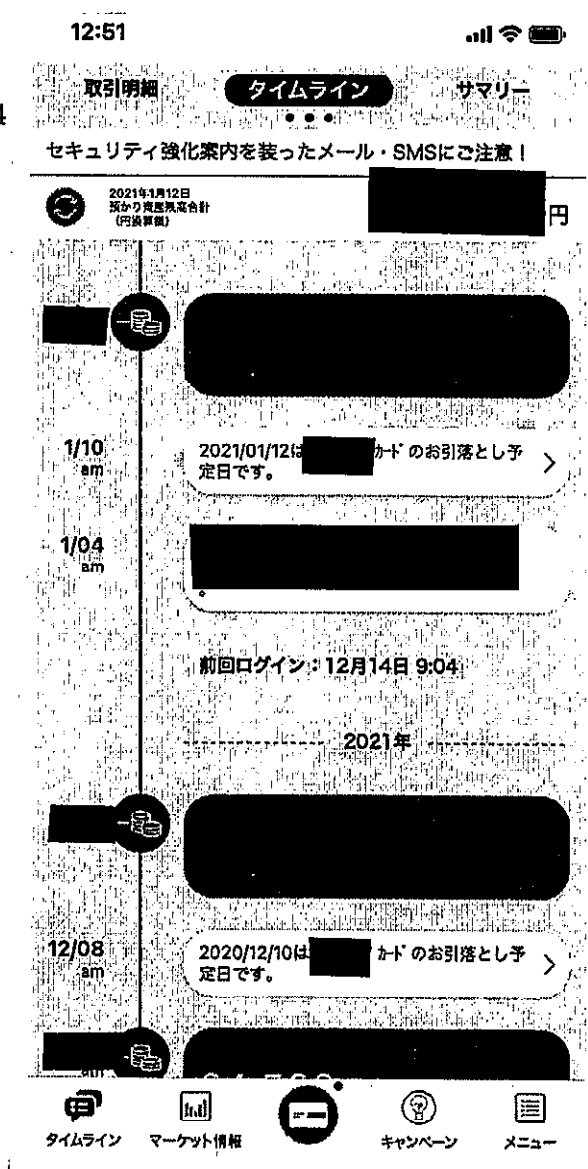 12:51
取引明細 タイムライン サマリー
セキュリティ強化案内を装ったメール・SMSにご注意!
2021年1月12日
預かり資産残高合計
(円換算額)
円
1/10
am
2021/01/12は ｶｰﾄﾞのお引落とし予
定日です。
1/04
am
。
前回ログイン:12月14日 9:04
2021年
12/08
am
2020/12/10は ｶｰﾄﾞのお引落とし予
定日です。
タイムライン マーケット情報 キャンペーン メニュー